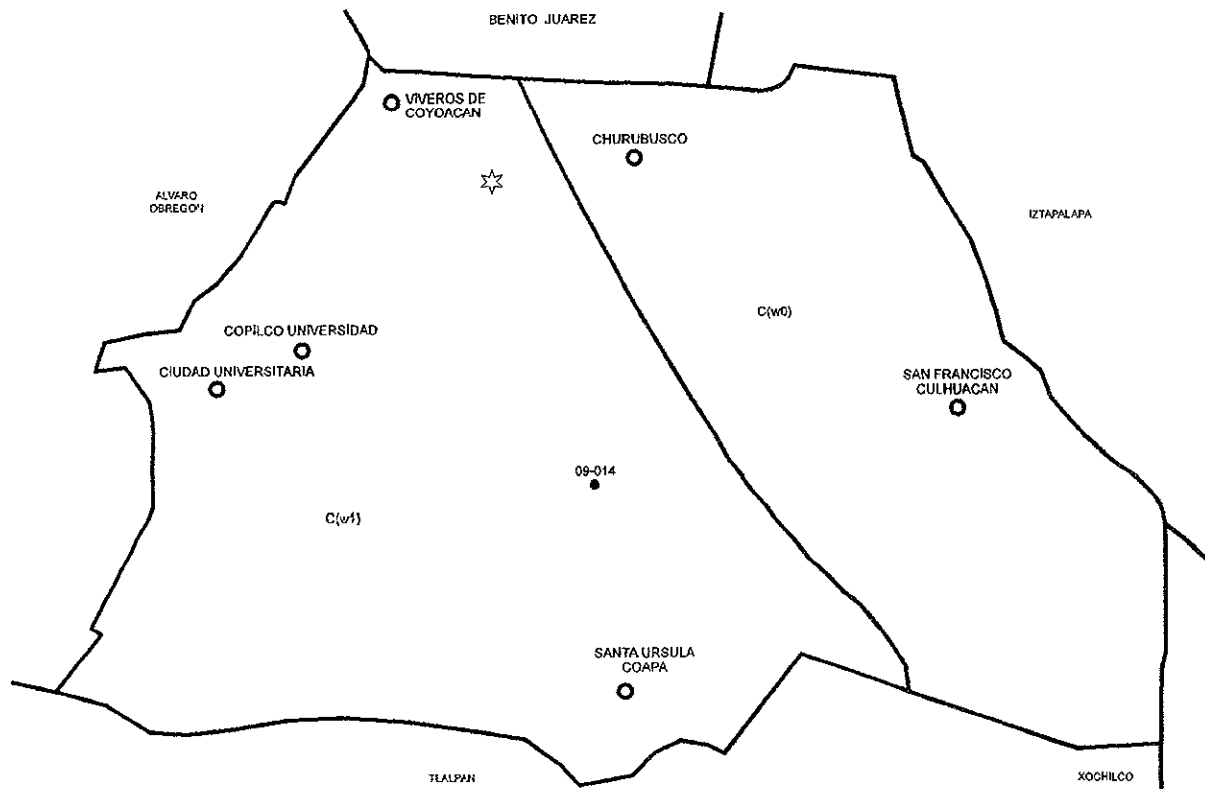 BENITO JUAREZ
VIVEROS DE
COYOACAN
CHURUBUSCO
ALVARO
OBREGON
IZTAPALAPA
C(w0)
COPILCO UNIVERSIDAD
CIUDAD UNIVERSITARIA
SAN FRANCISCO
CULHUACAN
09-014
C(w1)
SANTA URSULA
COAPA
TLALPAN
XOCHILCO